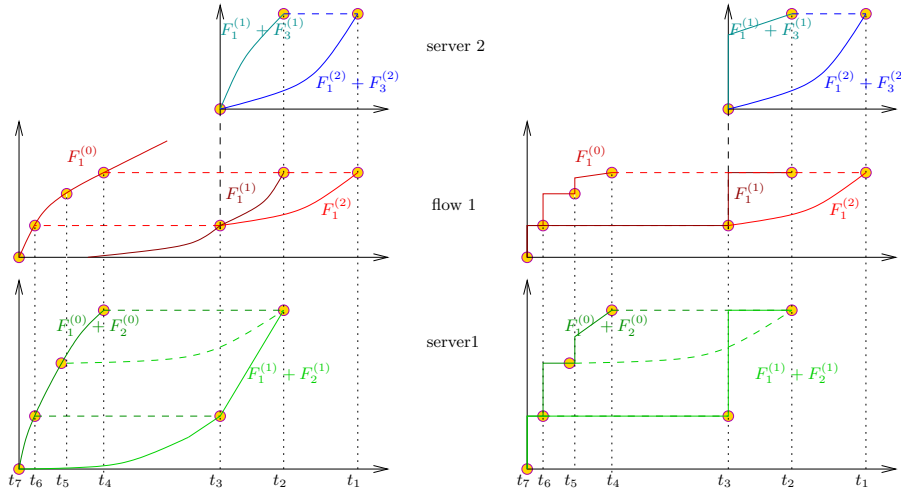 F_1^{(1)} + F_3^{(1)}
F_1^{(2)} + F_3^{(2)}
server 2
F_1^{(1)} + F_3^{(1)}
F_1^{(2)} + F_3^{(2)}
F_1^{(0)}
F_1^{(1)}
F_1^{(2)}
flow 1
F_1^{(0)}
F_1^{(1)}
F_1^{(2)}
F_1^{(0)} + F_2^{(0)}
F_1^{(1)} + F_2^{(1)}
server1
F_1^{(0)} + F_2^{(0)}
F_1^{(1)} + F_2^{(1)}
t_7 t_6 t_5 t_4 t_3 t_2 t_1
t_7 t_6 t_5 t_4 t_3 t_2 t_1